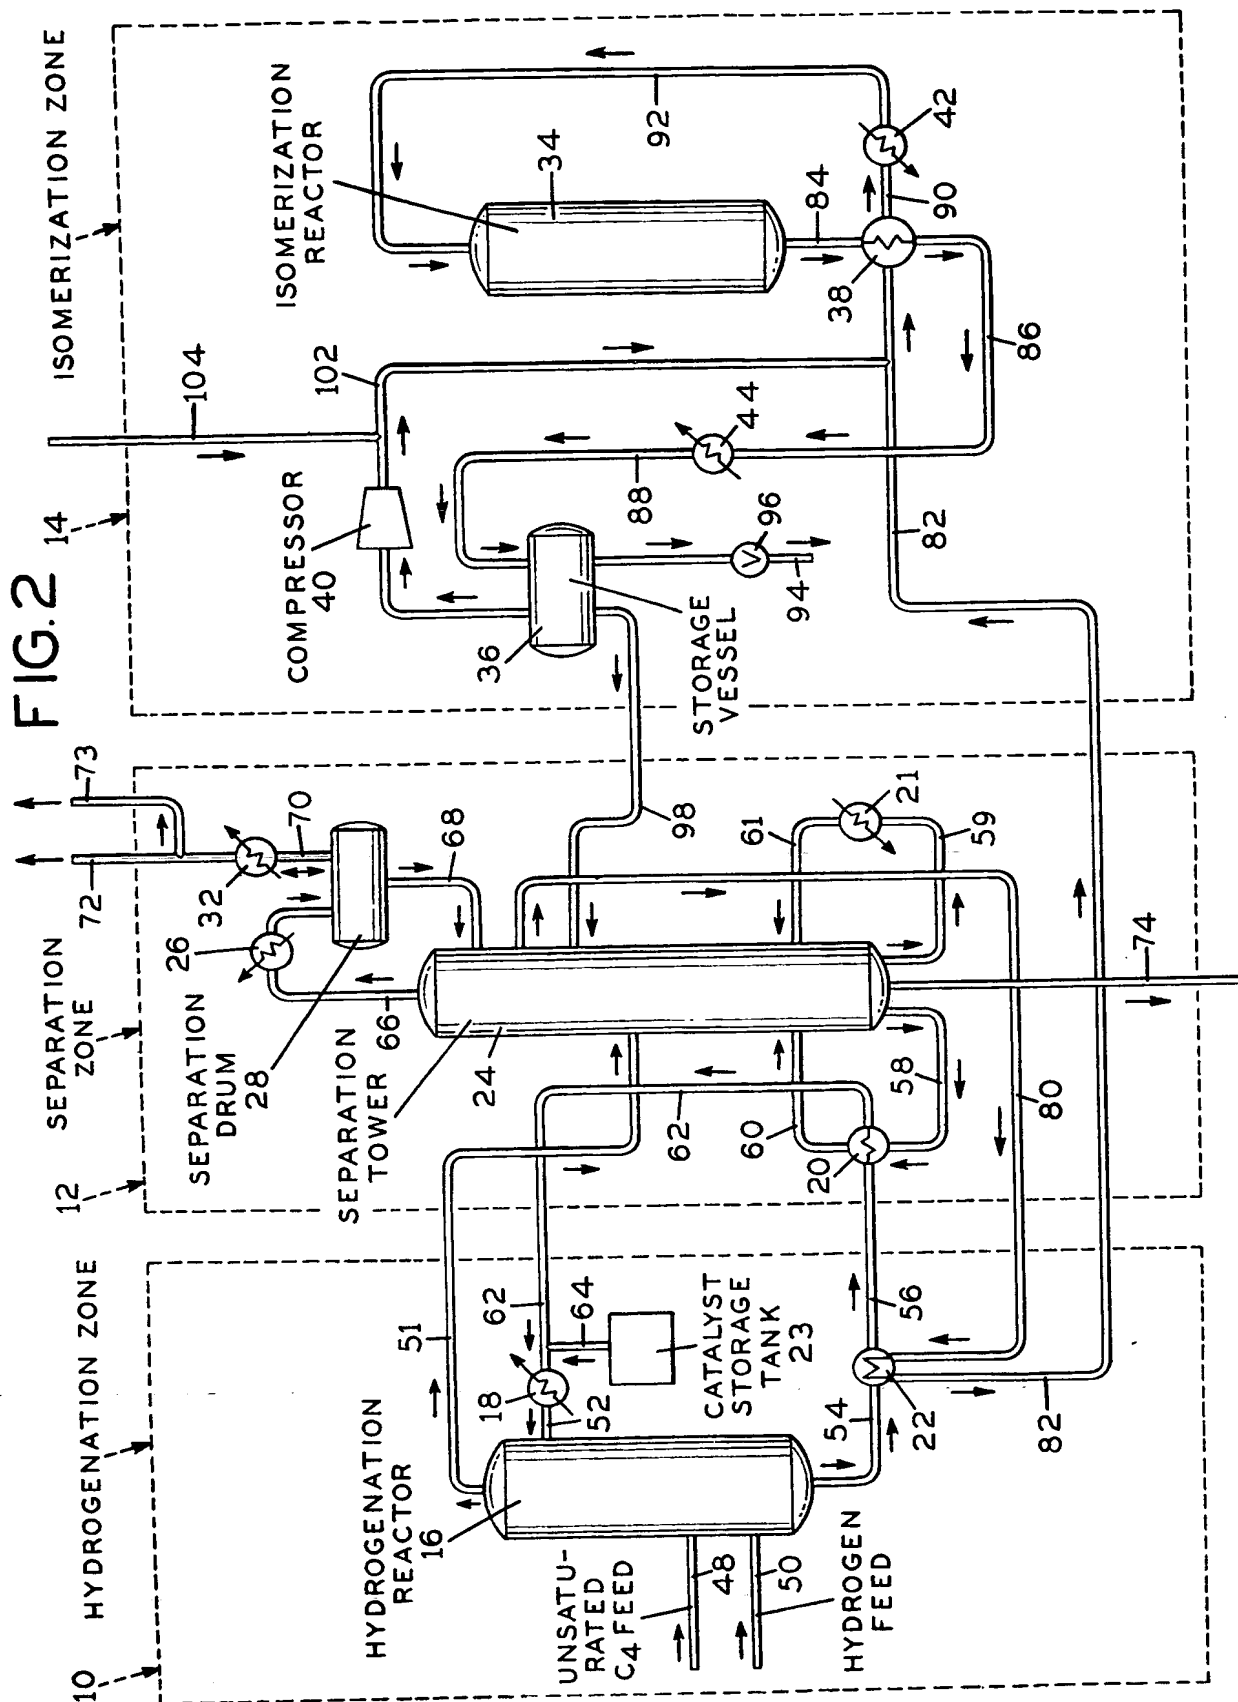 FIG.2
10
HYDROGENATION ZONE
12
SEPARATION
ZONE
14
ISOMERIZATION ZONE
72
73
104
66
26
32
70
SEPARATION
DRUM
28
68
COMPRESSOR
40
102
ISOMERIZATION
REACTOR
34
92
HYDROGENATION
REACTOR
16
51
SEPARATION
TOWER
24
98
36
STORAGE
VESSEL
88
44
96
94
18
52
62
64
CATALYST
STORAGE
TANK
23
62
60
61
21
UNSATU-
RATED
C4 FEED
48
50
HYDROGEN
FEED
54
22
56
20
58
59
82
38
84
90
42
86
82
80
74